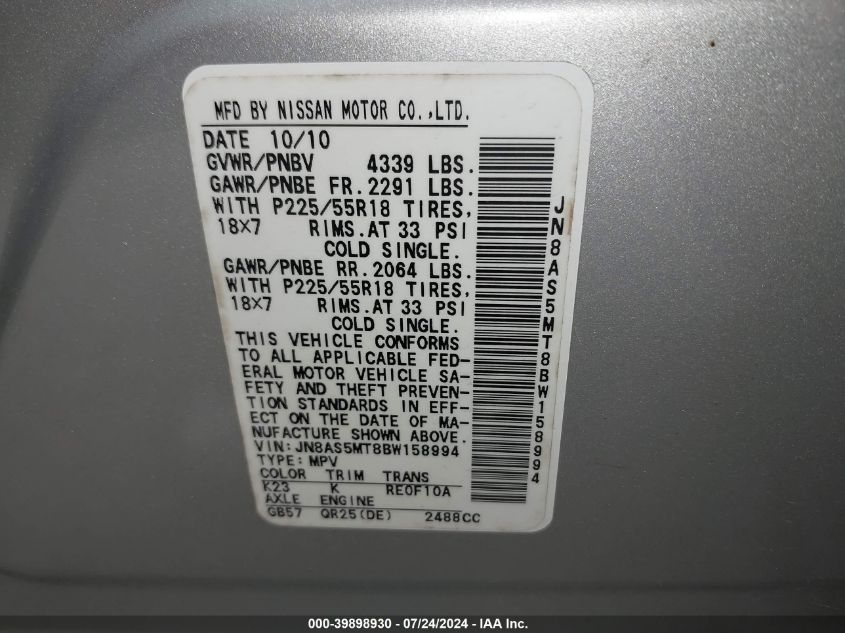 MFD BY NISSAN MOTOR CO.,LTD.
DATE 10/10
GVWR/PNBV 4339 LBS.
GAWR/PNBE FR.2291 LBS.
WITH P225/55R18 TIRES,
18×7 RIMS.AT 33 PSI
COLD SINGLE.
GAWR/PNBE RR.2064 LBS.
WITH P225/55R18 TIRES,
18×7 RIMS.AT 33 PSI
COLD SINGLE.
THIS VEHICLE CONFORMS
TO ALL APPLICABLE FED-
ERAL MOTOR VEHICLE SA-
FETY AND THEFT PREVEN-
TION STANDARDS IN EFF-
ECT ON THE DATE OF MA-
NUFACTURE SHOWN ABOVE.
VIN:JN8AS5MT8BW158994
TYPE:MPV
COLOR TRIM TRANS
K23 K RE0F10A
AXLE ENGINE
GB57 QR25(DE) 2488CC
JN8AS5MT8BW158994
000-39898930 - 07/24/2024 - IAA Inc.